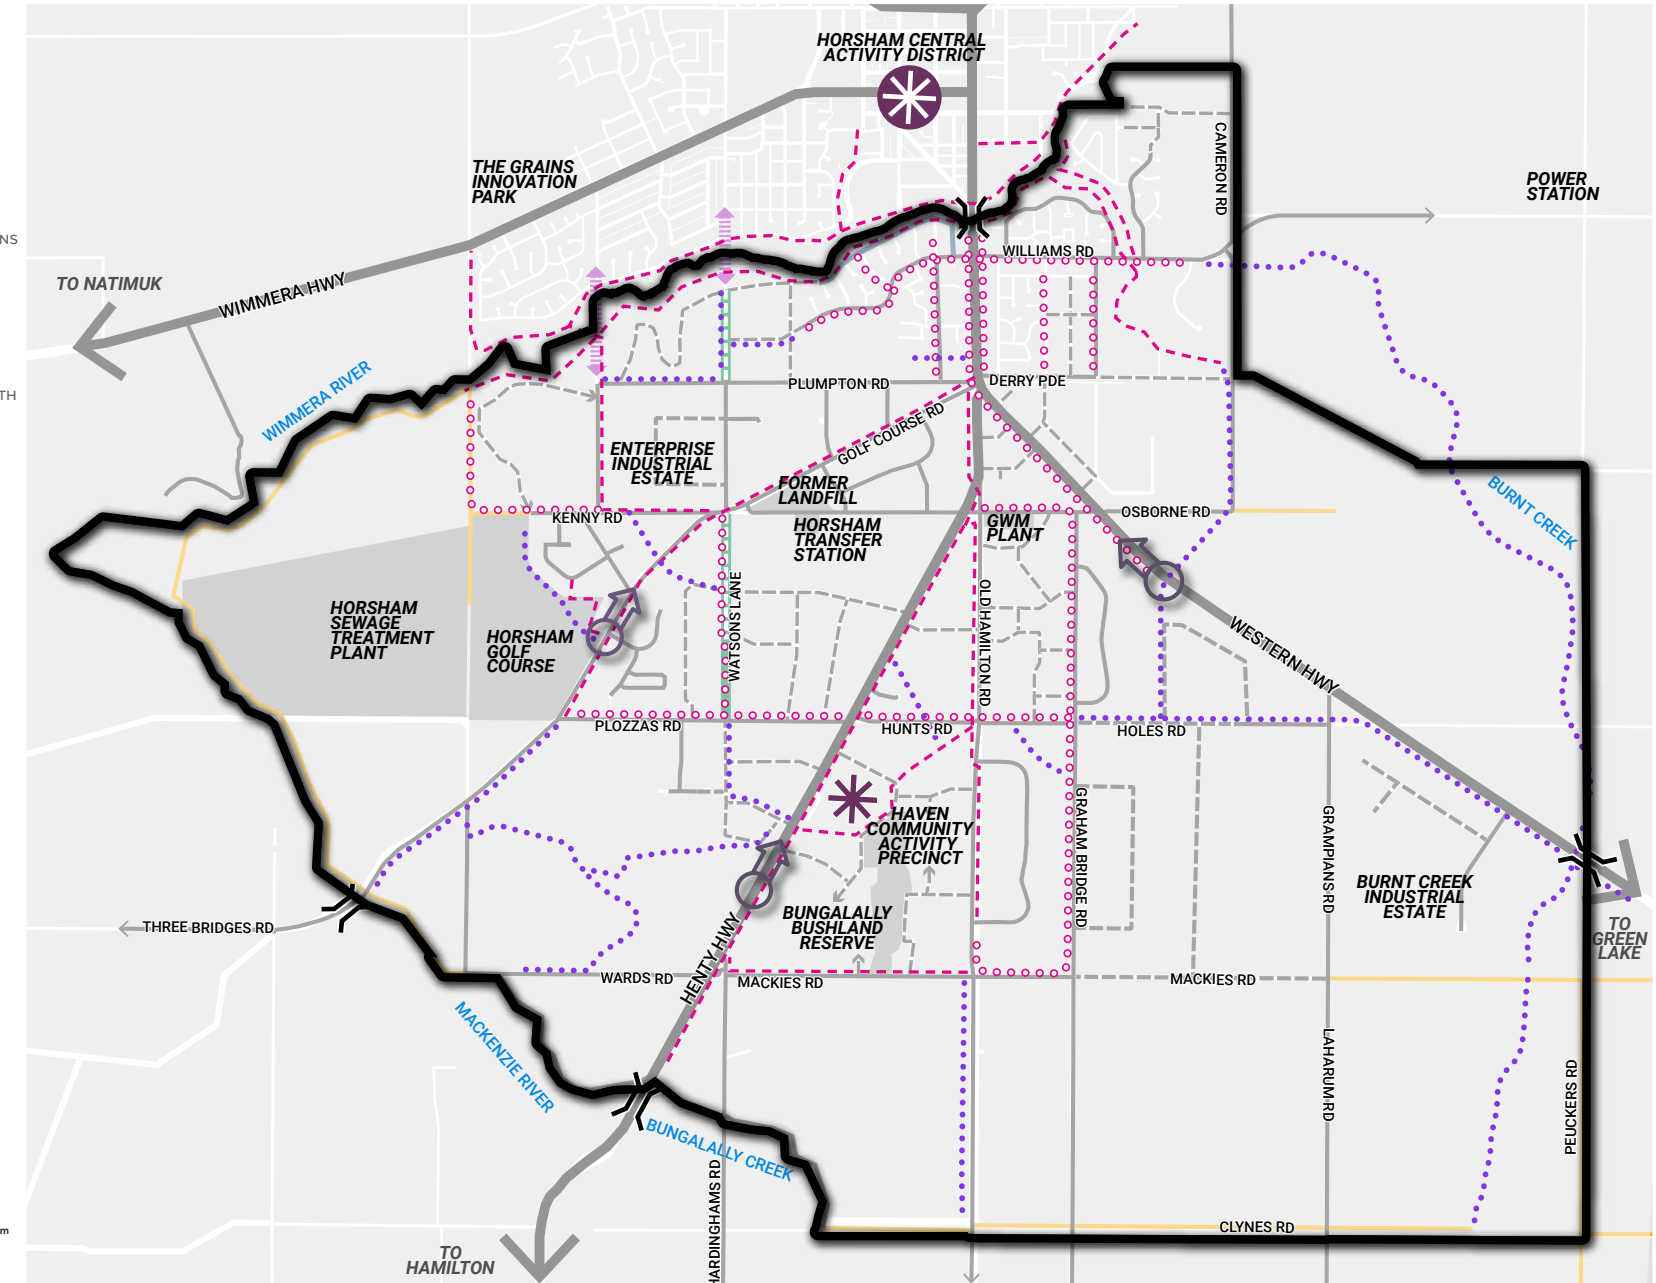 HORSHAM CENTRAL
ACTIVITY DISTRICT
CAMERON RD
THE GRAINS
INNOVATION
PARK
POWER
STATION
NS
WILLIAMS RD
TO NATIMUK
WIMMERA HWY
WIMMERA RIVER
TH
PLUMPTON RD
DERRY PDE
GOLF COURSE RD
ENTERPRISE
INDUSTRIAL
ESTATE
FORMER
LANDFILL
BURNT CREEK
KENNY RD
HORSHAM
TRANSFER
STATION
GWM
PLANT
OSBORNE RD
WATSONS LANE
OLD HAMILTON RD
HORSHAM
SEWAGE
TREATMENT
PLANT
HORSHAM
GOLF
COURSE
WESTERN HWY
PLOZZAS RD
HUNTS RD
HOLES RD
HAVEN
COMMUNITY
ACTIVITY
PRECINCT
GRAHAM BRIDGE RD
GRAMPIANS RD
BURNT CREEK
INDUSTRIAL
ESTATE
THREE BRIDGES RD
BUNGALALLY
BUSHLAND
RESERVE
TO
GREEN
LAKE
HENTY HWY
WARDS RD
MACKIES RD
MACKIES RD
MACKENZIE RIVER
LAHARUM RD
PEUCKERS RD
BUNGALALLY CREEK
HARDINGHAMS RD
CLYNES RD
m
TO
HAMILTON